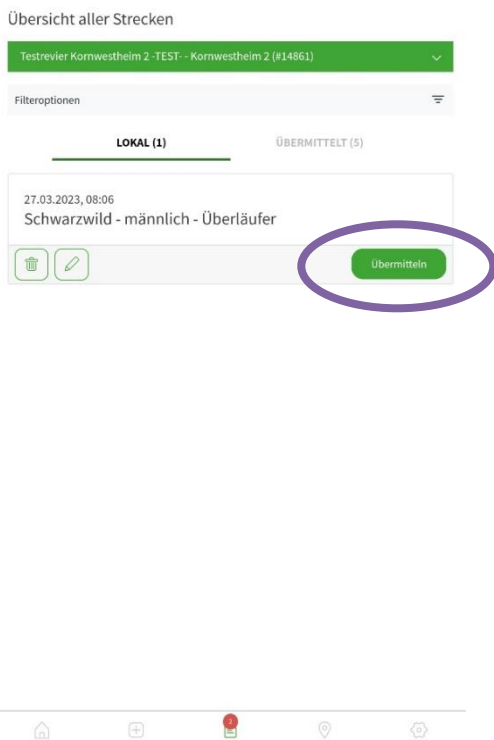 Übersicht aller Strecken
Testrevier Kornwestheim 2 -TEST- - Kornwestheim 2 (#14861)
Filteroptionen
LOKAL (1) ÜBERMITTELT (5)
27.03.2023, 08:06
Schwarzwild - männlich - Überläufer
Übermitteln
2